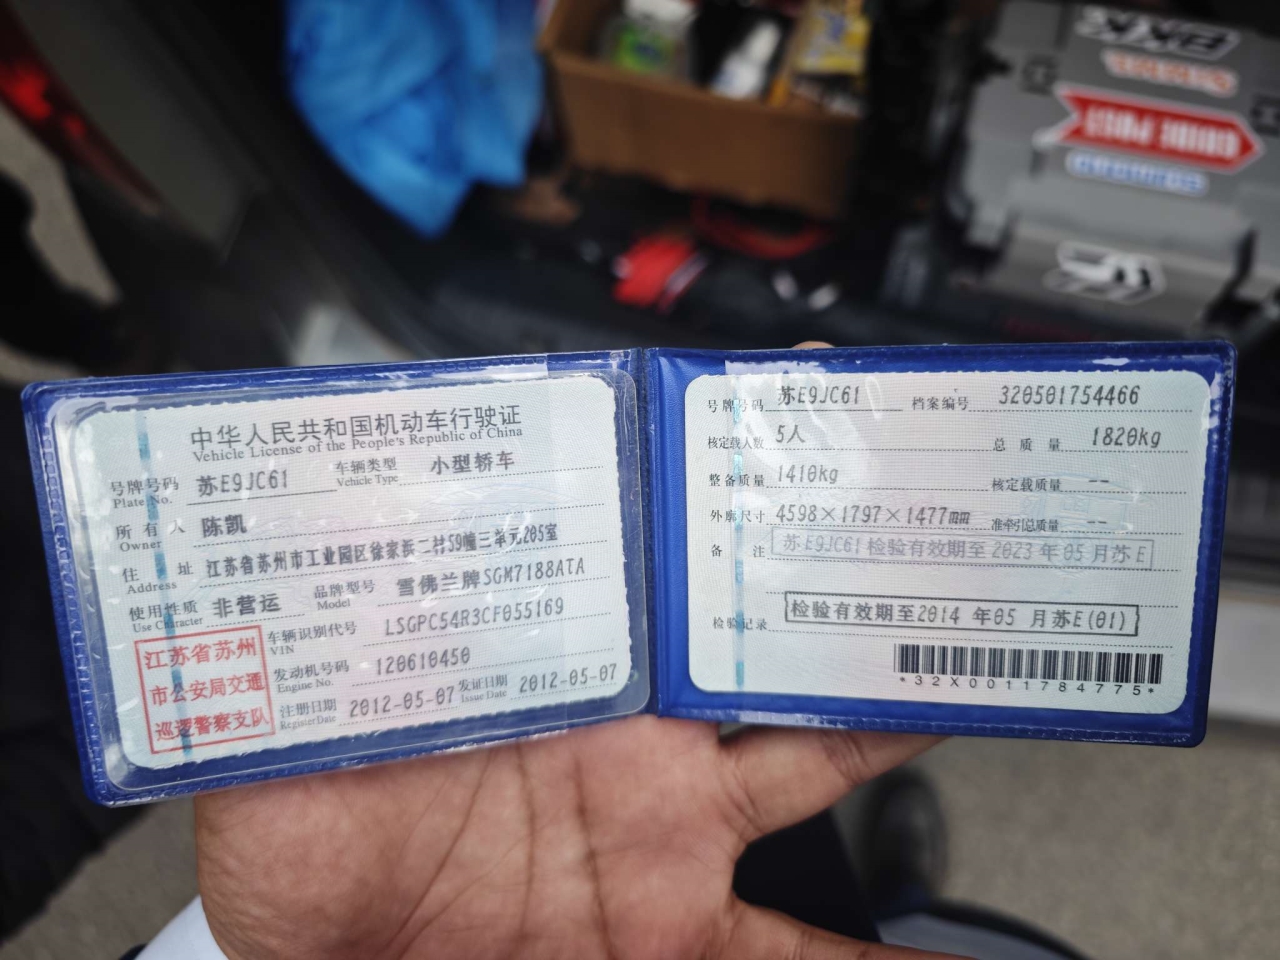 中华人民共和国机动车行驶证
Vehicle License of the People's Republic of China
号牌号码 苏E9JC61 车辆类型 小型轿车
Plate No. Vehicle Type
所有人 陈凯
Owner
住址 江苏省苏州市工业园区徐家浜二村59幢三单元205室
Address
使用性质 非营运 品牌型号 雪佛兰牌SGM7188ATA
Use Character Model
江苏省苏州
市公安局交通
巡逻警察支队
车辆识别代号 LSGPC54R3CF055169
VIN
发动机号码 120610450
Engine No.
注册日期 2012-05-07 发证日期 2012-05-07
Register Date Issue Date
号牌号码 苏E9JC61 档案编号 320501754466
核定载人数 5人 总质量 1820kg
整备质量 1410kg 核定载质量 --
外廓尺寸 4598×1797×1477mm 准牵引总质量 --
备注 苏E9JC61检验有效期至2023年05月苏E
检验记录 检验有效期至2014 年05 月苏E(01)
*32X0011784775*